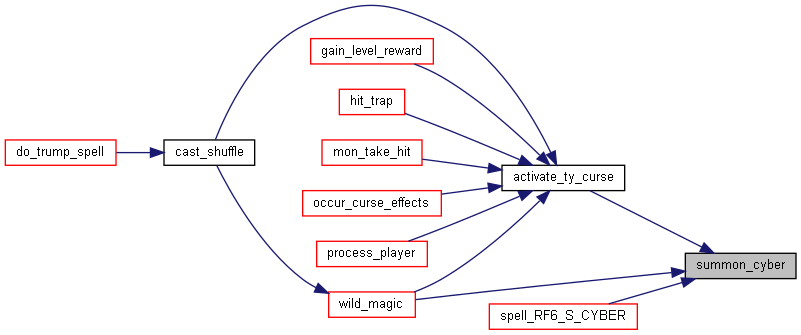 gain_level_reward
hit_trap
do_trump_spell
cast_shuffle
mon_take_hit
activate_ty_curse
occur_curse_effects
process_player
summon_cyber
wild_magic
spell_RF6_S_CYBER